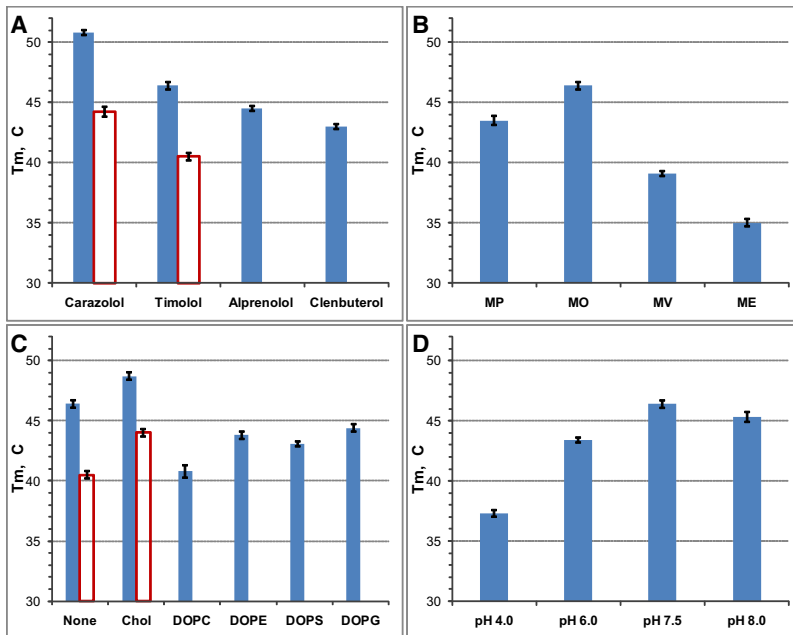 A
Tm, C
50
45
40
35
30
Carazolol Timolol Alprenolol Clenbuterol
B
Tm, C
50
45
40
35
30
MP MO MV ME
C
Tm, C
50
45
40
35
30
None Chol DOPC DOPE DOPS DOPG
D
Tm, C
50
45
40
35
30
pH 4.0 pH 6.0 pH 7.5 pH 8.0